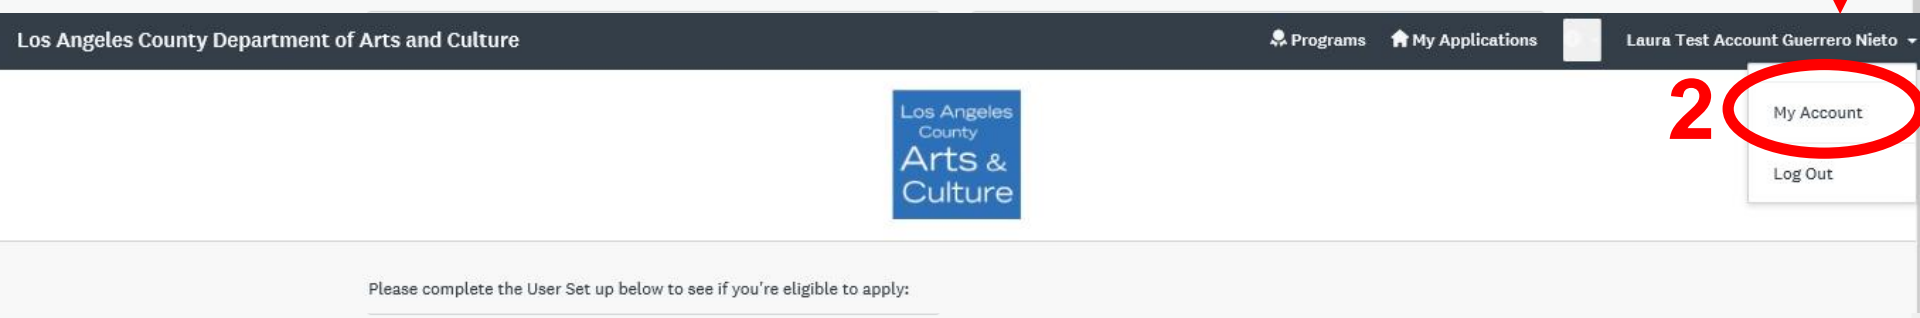 Los Angeles County Department of Arts and Culture
Programs
My Applications
Laura Test Account Guerrero Nieto
2
My Account
Log Out
Los Angeles
County
Arts &
Culture
Please complete the User Set up below to see if you're eligible to apply: